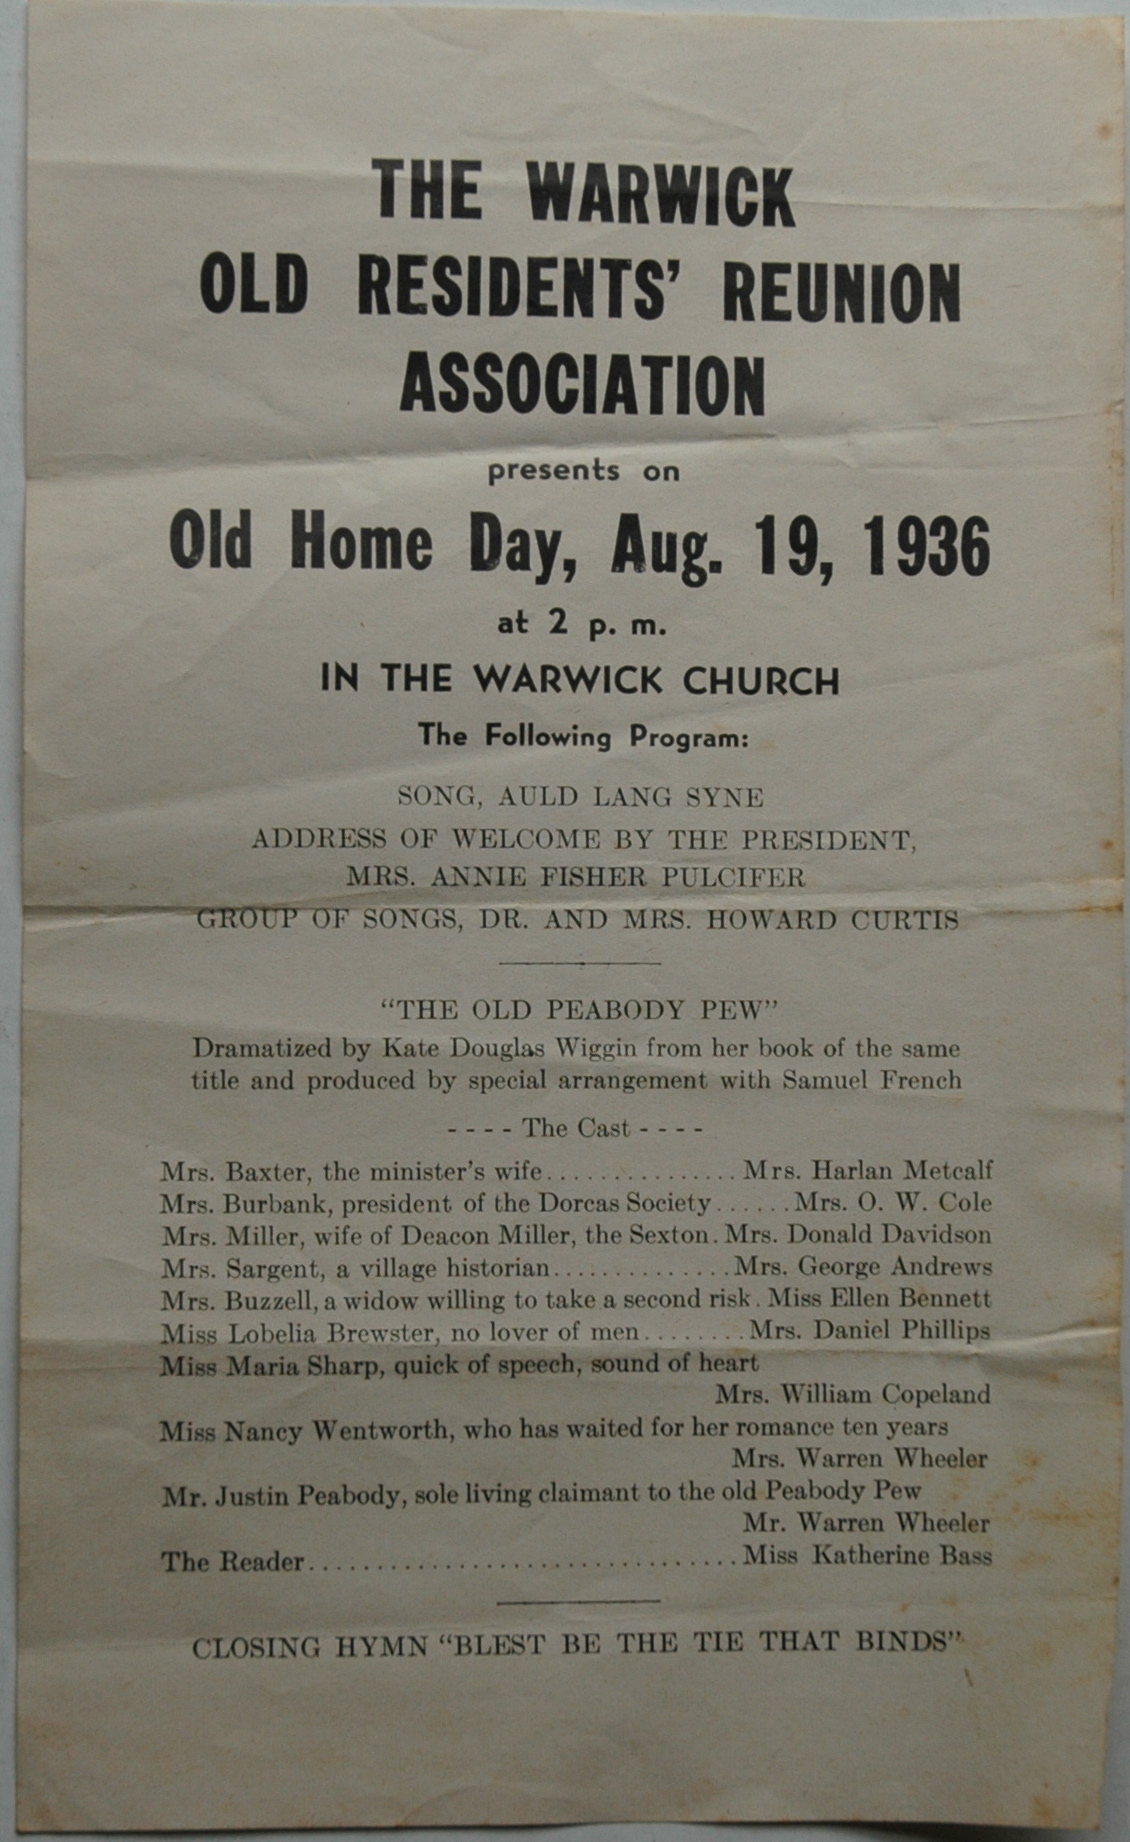 THE WARWICK
OLD RESIDENTS' REUNION
ASSOCIATION
presents on
Old Home Day, Aug. 19, 1936
at 2 p. m.
IN THE WARWICK CHURCH
The Following Program:
SONG, AULD LANG SYNE
ADDRESS OF WELCOME BY THE PRESIDENT,
MRS. ANNIE FISHER PULCIFER
GROUP OF SONGS, DR. AND MRS. HOWARD CURTIS
"THE OLD PEABODY PEW"
Dramatized by Kate Douglas Wiggin from her book of the same
title and produced by special arrangement with Samuel French
- - - - The Cast - - - -
Mrs. Baxter, the minister's wife...............Mrs. Harlan Metcalf
Mrs. Burbank, president of the Dorcas Society......Mrs. O. W. Cole
Mrs. Miller, wife of Deacon Miller, the Sexton.Mrs. Donald Davidson
Mrs. Sargent, a village historian..............Mrs. George Andrews
Mrs. Buzzell, a widow willing to take a second risk.Miss Ellen Bennett
Miss Lobelia Brewster, no lover of men........Mrs. Daniel Phillips
Miss Maria Sharp, quick of speech, sound of heart
Mrs. William Copeland
Miss Nancy Wentworth, who has waited for her romance ten years
Mrs. Warren Wheeler
Mr. Justin Peabody, sole living claimant to the old Peabody Pew
Mr. Warren Wheeler
The Reader..................................Miss Katherine Bass
CLOSING HYMN "BLEST BE THE TIE THAT BINDS"